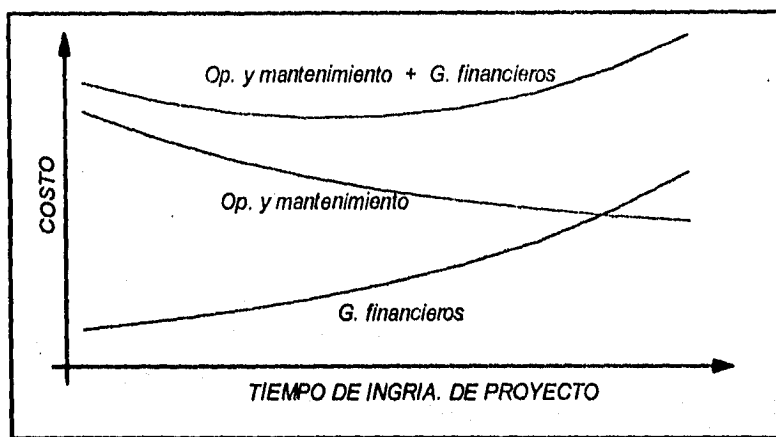 Op. y mantenimiento + G. financieros
COSTO
Op. y mantenimiento
G. financieros
TIEMPO DE INGRIA. DE PROYECTO